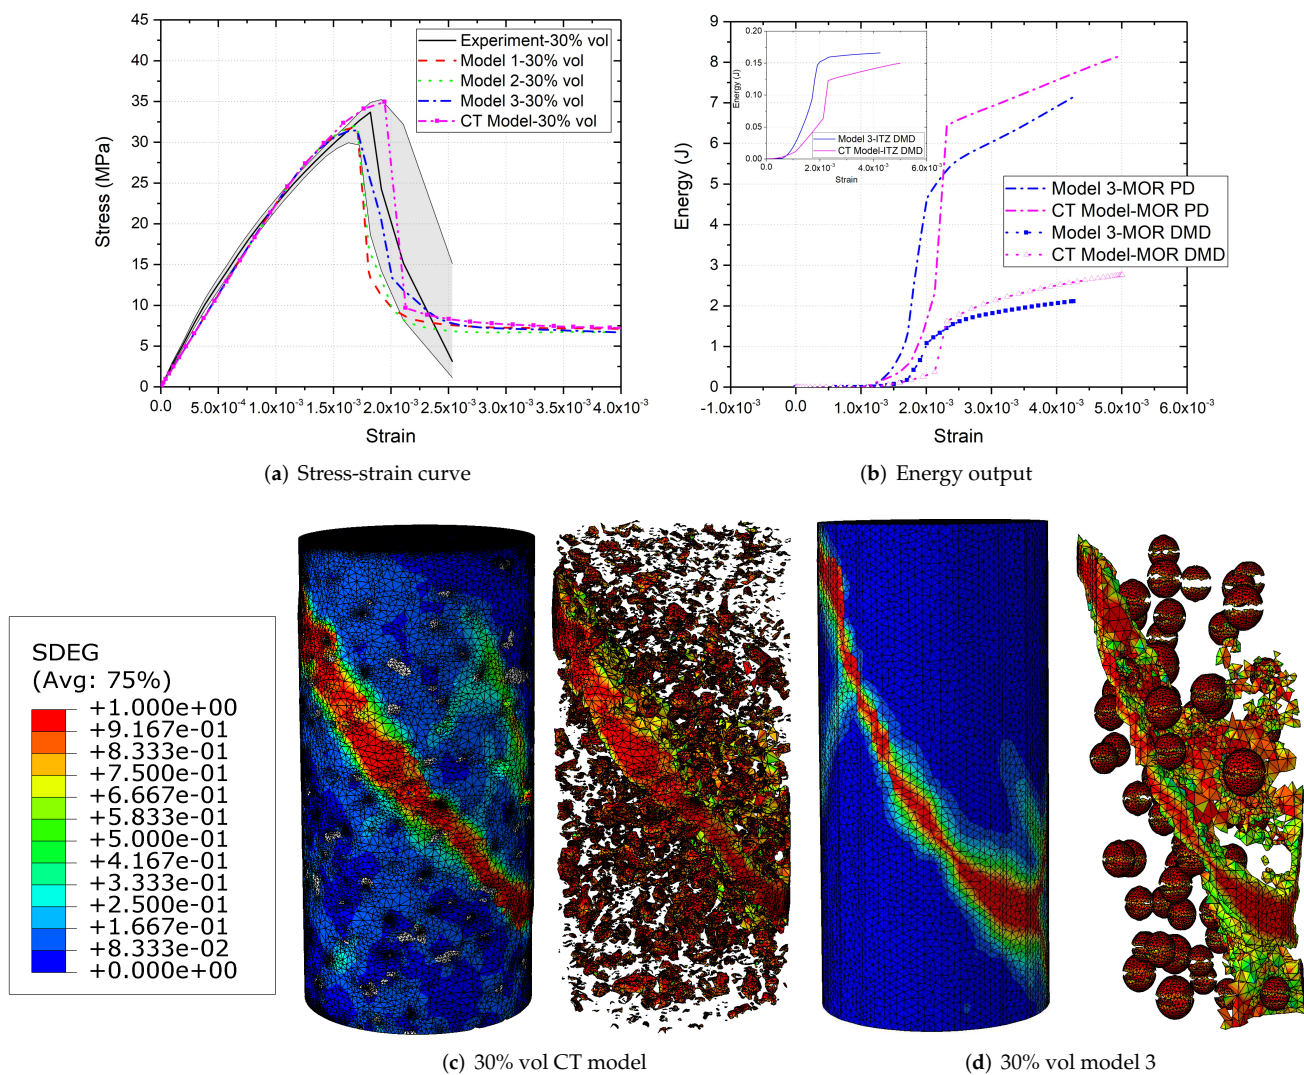 45
40
35
30
25
20
15
10
5
0
Stress (MPa)
0.0 5.0x10⁻⁴ 1.0x10⁻³ 1.5x10⁻³ 2.0x10⁻³ 2.5x10⁻³ 3.0x10⁻³ 3.5x10⁻³ 4.0x10⁻³
Strain
Experiment-30% vol
Model 1-30% vol
Model 2-30% vol
Model 3-30% vol
CT Model-30% vol
(a) Stress-strain curve
9
8
7
6
5
4
3
2
1
0
Energy (J)
-1.0x10⁻³ 0.0 1.0x10⁻³ 2.0x10⁻³ 3.0x10⁻³ 4.0x10⁻³ 5.0x10⁻³ 6.0x10⁻³
Strain
0.20
0.15
0.10
0.05
0.00
Energy (J)
0.0 2.0x10⁻³ 4.0x10⁻³ 6.0x10⁻³
Strain
Model 3-ITZ DMD
CT Model-ITZ DMD
Model 3-MOR PD
CT Model-MOR PD
Model 3-MOR DMD
CT Model-MOR DMD
(b) Energy output
SDEG
(Avg: 75%)
+1.000e+00
+9.167e-01
+8.333e-01
+7.500e-01
+6.667e-01
+5.833e-01
+5.000e-01
+4.167e-01
+3.333e-01
+2.500e-01
+1.667e-01
+8.333e-02
+0.000e+00
(c) 30% vol CT model
(d) 30% vol model 3